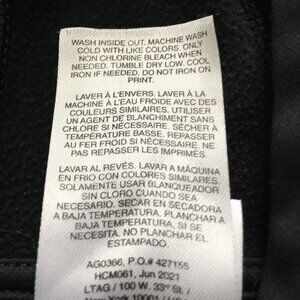 WASH INSIDE OUT. MACHINE WASH
COLD WITH LIKE COLORS. ONLY
NON CHLORINE BLEACH WHEN
NEEDED. TUMBLE DRY LOW. COOL
IRON IF NEEDED. DO NOT IRON ON
PRINT.
LAVER À L'ENVERS. LAVER À LA
MACHINE À L'EAU FROIDE AVEC DES
COULEURS SIMILAIRES. UTILISER
UN AGENT DE BLANCHIMENT SANS
CHLORE SI NÉCESSAIRE. SÉCHER À
TEMPÉRATURE BASSE. REPASSER
AU FER FROID SI NÉCESSAIRE. NE
PAS REPASSER LES IMPRIMÉS.
LAVAR AL REVÉS. LAVAR A MÁQUINA
EN FRÍO CON COLORES SIMILARES.
SOLAMENTE USAR BLANQUEADOR
SIN CLORO CUANDO SEA
NECESARIO. SECAR EN SECADORA
A BAJA TEMPERATURA. PLANCHAR A
BAJA TEMPERATURA, SI SE
NECESITA. NO PLANCHAR EL
ESTAMPADO.
AG0366, P.O.# 427155
HCM061, Jun 2021
LTAG / 100 W. 33rd St /
New York 10001